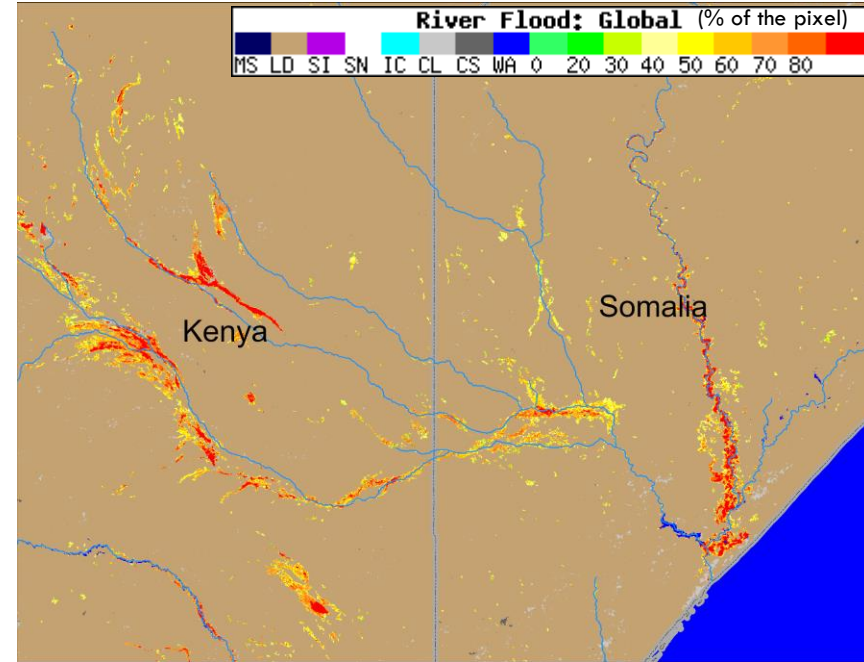 River Flood: Global (% of the pixel)
MS LD SI SN IC CL CS WA 0 20 30 40 50 60 70 80
Somalia
Kenya